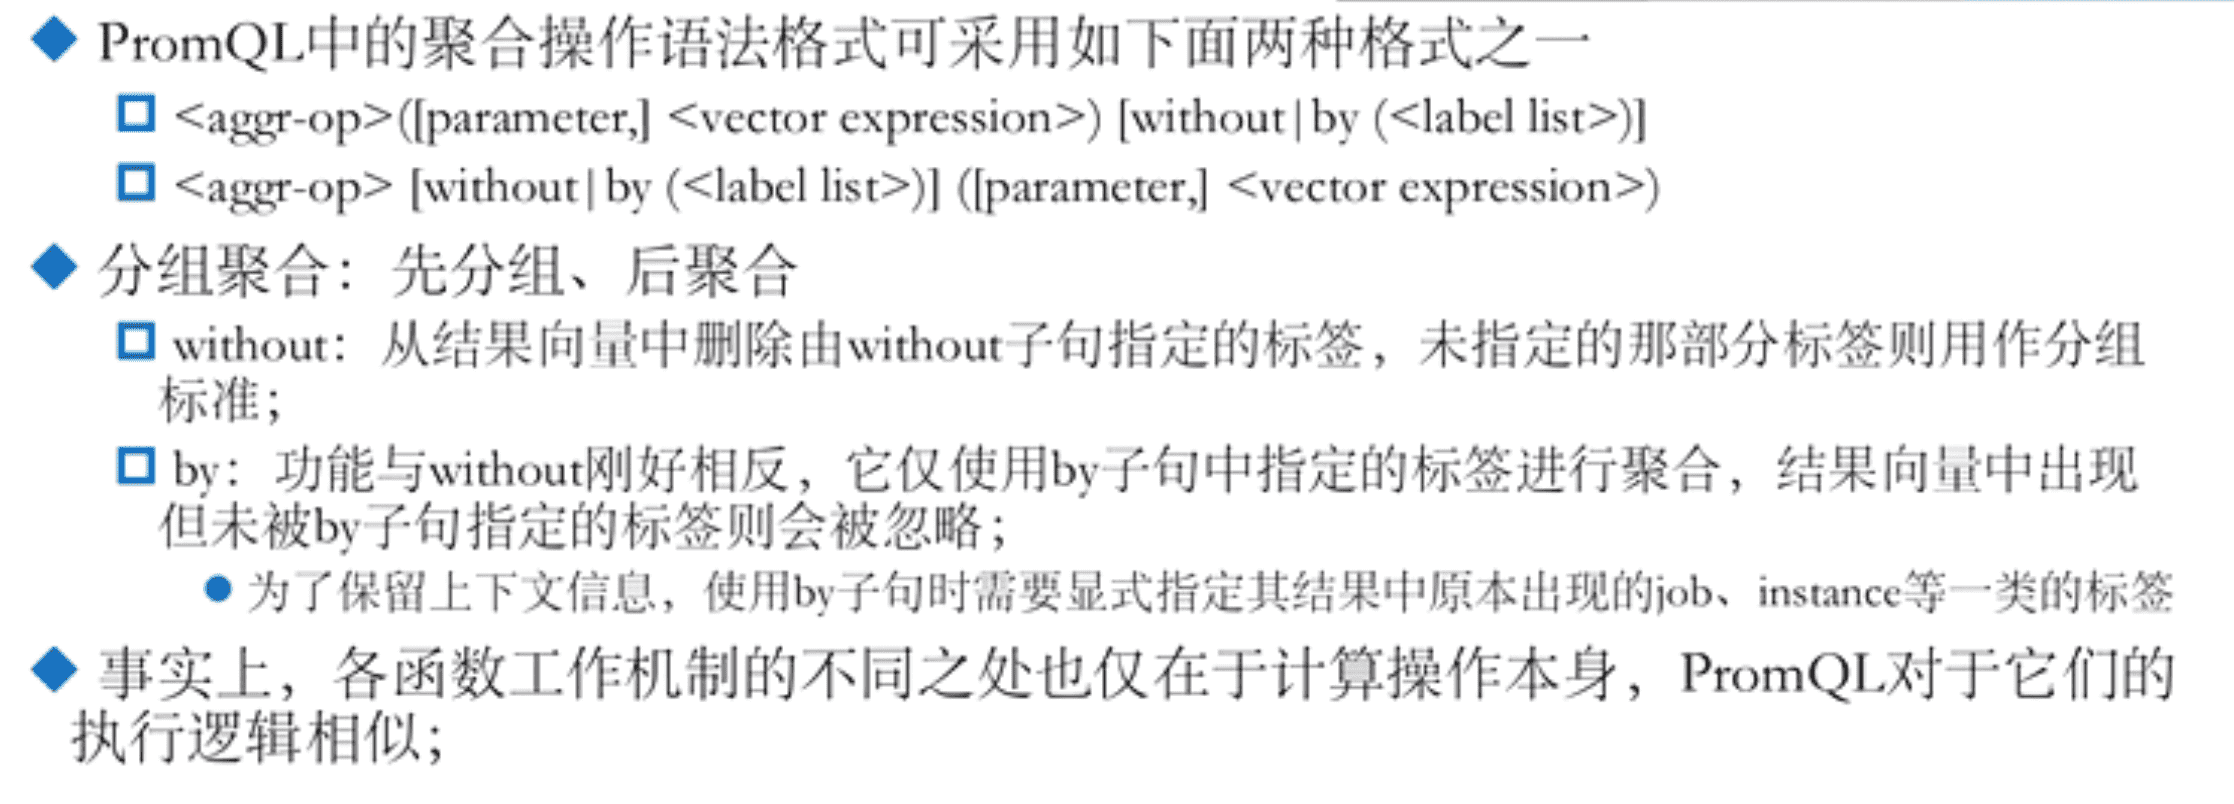 PromQL中的聚合操作语法格式可采用如下面两种格式之一
<aggr-op>([parameter,] <vector expression>) [without|by (<label list>)]
<aggr-op> [without|by (<label list>)] ([parameter,] <vector expression>)
分组聚合：先分组、后聚合
without：从结果向量中删除由without子句指定的标签，未指定的那部分标签则用作分组
标准；
by：功能与without刚好相反，它仅使用by子句中指定的标签进行聚合，结果向量中出现
但未被by子句指定的标签则会被忽略；
为了保留上下文信息，使用by子句时需要显式指定其结果中原本出现的job、instance等一类的标签
事实上，各函数工作机制的不同之处也仅在于计算操作本身，PromQL对于它们的
执行逻辑相似；